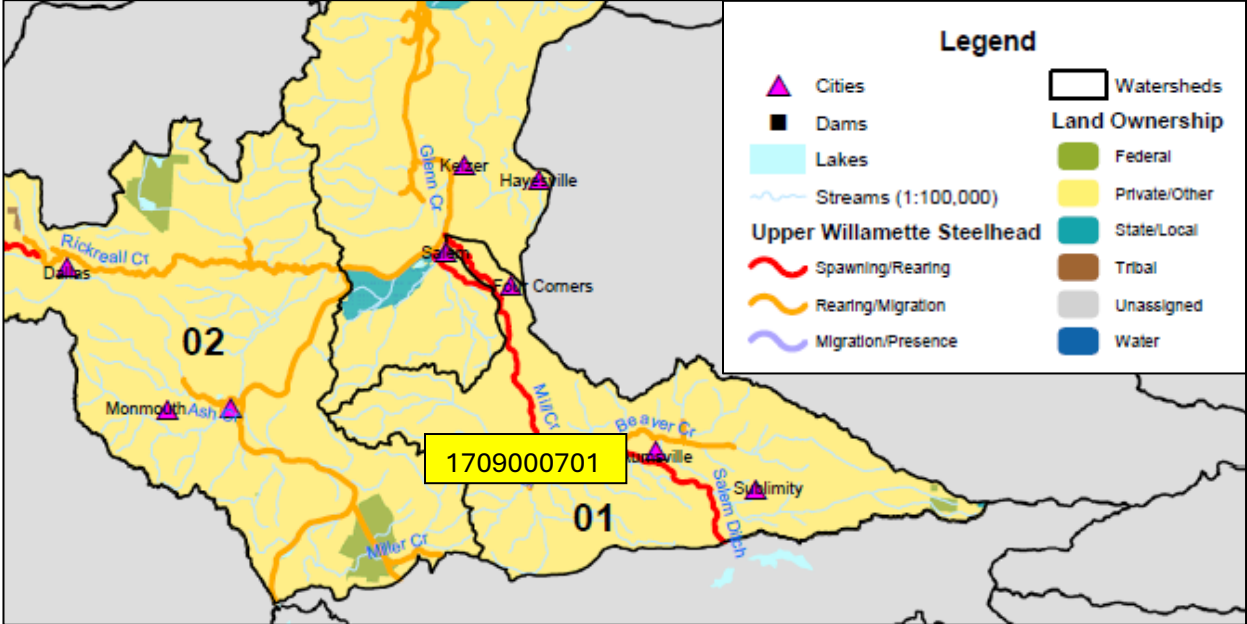 Legend
Cities
Watersheds
Dams
Land Ownership
Lakes
Federal
Streams (1:100,000)
Private/Other
Upper Willamette Steelhead
State/Local
Spawning/Rearing
Tribal
Rearing/Migration
Unassigned
Migration/Presence
Water
Glenn Cr
Keizer
Hayesville
Rickreall Cr
Salem
Dallas
Four Corners
02
Monmouth
Ash Cr
Mill Cr
Beaver Cr
1709000701
umsville
Sublimity
Salem Ditch
01
Miller Cr